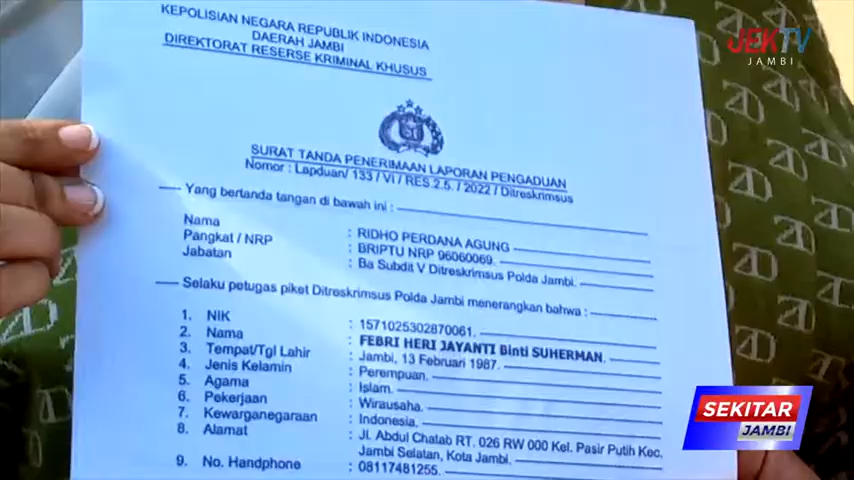 KEPOLISIAN NEGARA REPUBLIK INDONESIA
DAERAH JAMBI
DIREKTORAT RESERSE KRIMINAL KHUSUS
JEKTV
JAMBI
SURAT TANDA PENERIMAAN LAPORAN PENGADUAN
Nomor : Lapduan/ 133 / VI / RES.2.5. / 2022 / Ditreskrimsus
Yang bertanda tangan di bawah ini :
Nama : RIDHO PERDANA AGUNG
Pangkat / NRP : BRIPTU NRP 96060069.
Jabatan : Ba Subdit V Ditreskrimsus Polda Jambi.
Selaku petugas piket Ditreskrimsus Polda Jambi menerangkan bahwa :
1. NIK : 1571025302870061.
2. Nama : FEBRI HERI JAYANTI Binti SUHERMAN.
3. Tempat/Tgl Lahir : Jambi, 13 Februari 1987.
4. Jenis Kelamin : Perempuan.
5. Agama : Islam.
6. Pekerjaan : Wirausaha.
7. Kewarganegaraan : Indonesia.
8. Alamat : Jl. Abdul Chatab RT. 026 RW 000 Kel. Pasir Putih Kec.
Jambi Selatan, Kota Jambi.
9. No. Handphone : 08117481255.
SEKITAR
JAMBI